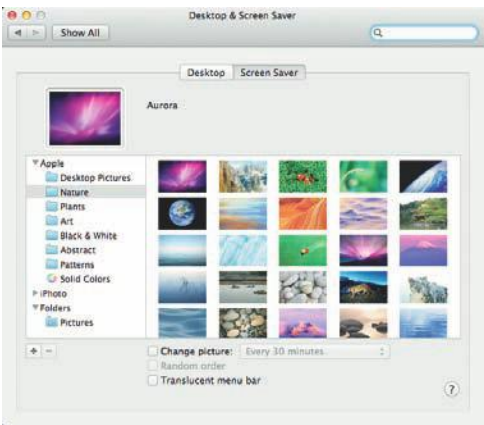 Desktop & Screen Saver
Show All
Desktop Screen Saver
Aurora
Apple
Desktop Pictures
Nature
Plants
Art
Black & White
Abstract
Patterns
Solid Colors
iPhoto
Folders
Pictures
+ −
Change picture: Every 30 minutes
Random order
Translucent menu bar
?